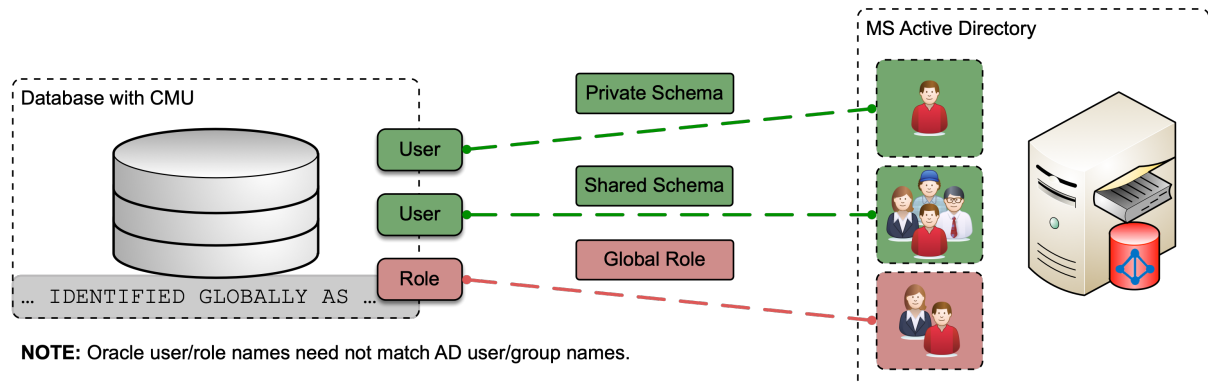 MS Active Directory
Database with CMU
Private Schema
User
Shared Schema
User
Global Role
Role
... IDENTIFIED GLOBALLY AS ...
NOTE: Oracle user/role names need not match AD user/group names.